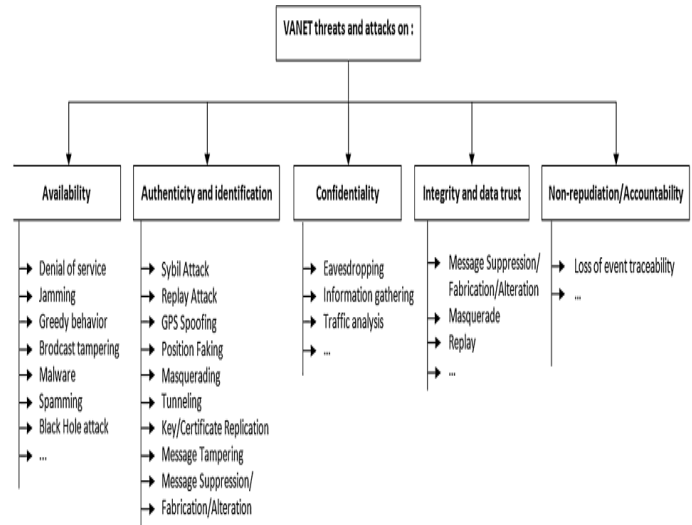 VANET threats and attacks on :
Availability
Denial of service
Jamming
Greedy behavior
Brodcast tampering
Malware
Spamming
Black Hole attack
...
Authenticity and identification
Sybil Attack
Replay Attack
GPS Spoofing
Position Faking
Masquerading
Tunneling
Key/Certificate Replication
Message Tampering
Message Suppression/
Fabrication/Alteration
Confidentiality
Eavesdropping
Information gathering
Traffic analysis
...
Integrity and data trust
Message Suppression/
Fabrication/Alteration
Masquerade
Replay
...
Non-repudiation/Accountability
Loss of event traceability
...